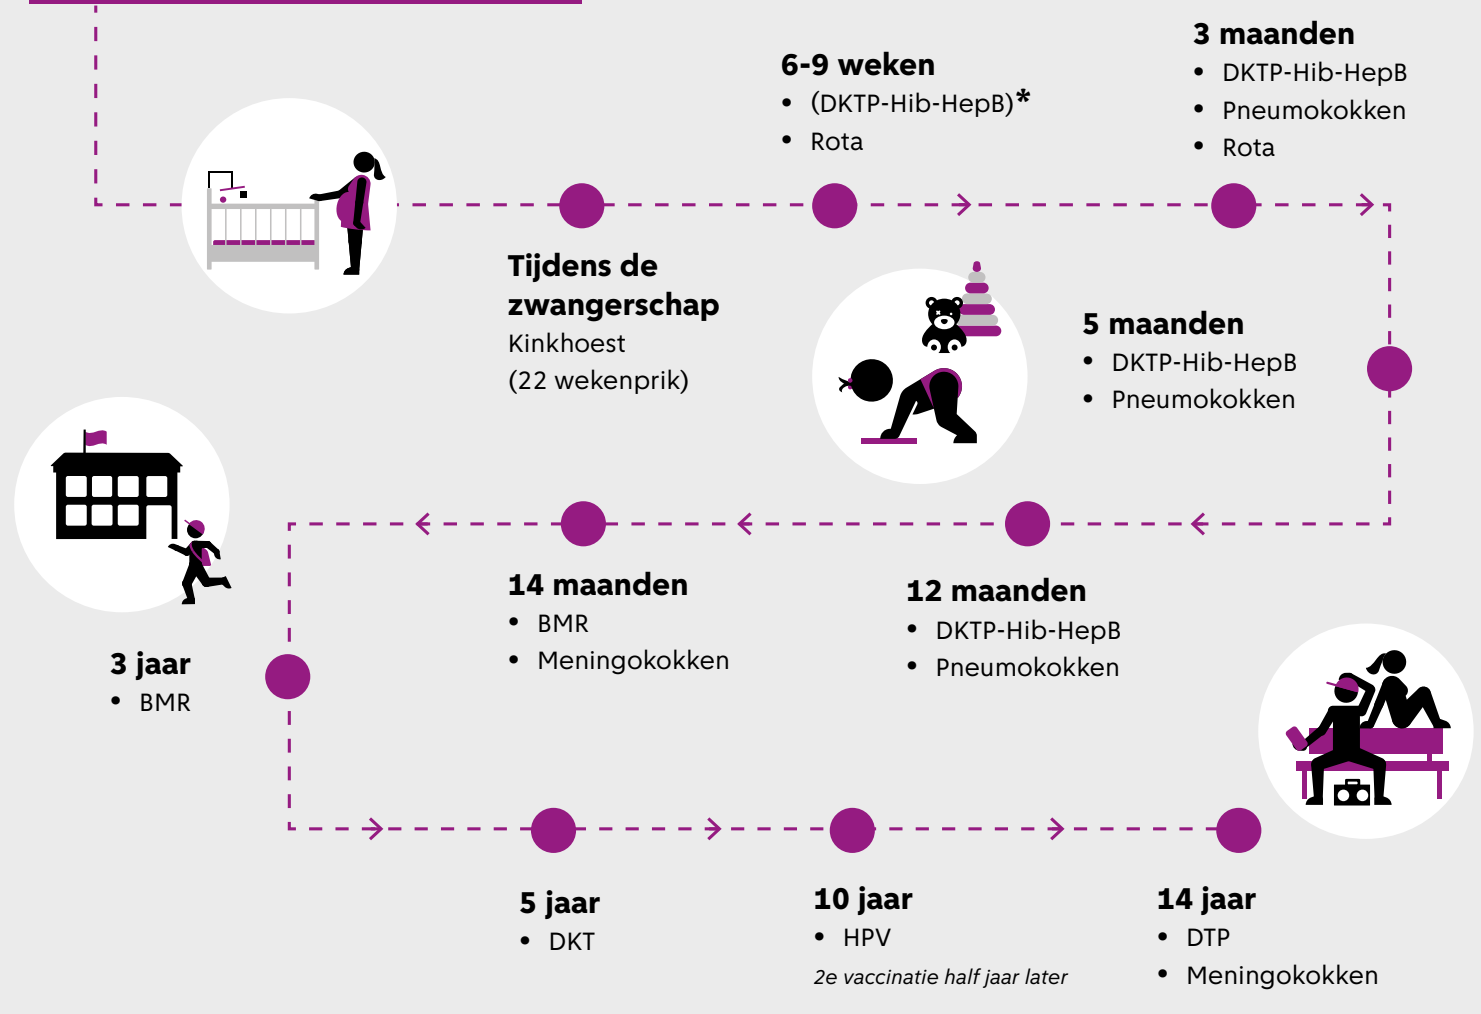 Tijdens de
zwangerschap
Kinkhoest
(22 wekenprik)
6-9 weken
• (DKTP-Hib-HepB)*
• Rota
3 maanden
• DKTP-Hib-HepB
• Pneumokokken
• Rota
5 maanden
• DKTP-Hib-HepB
• Pneumokokken
12 maanden
• DKTP-Hib-HepB
• Pneumokokken
14 maanden
• BMR
• Meningokokken
3 jaar
• BMR
5 jaar
• DKT
10 jaar
• HPV
2e vaccinatie half jaar later
14 jaar
• DTP
• Meningokokken